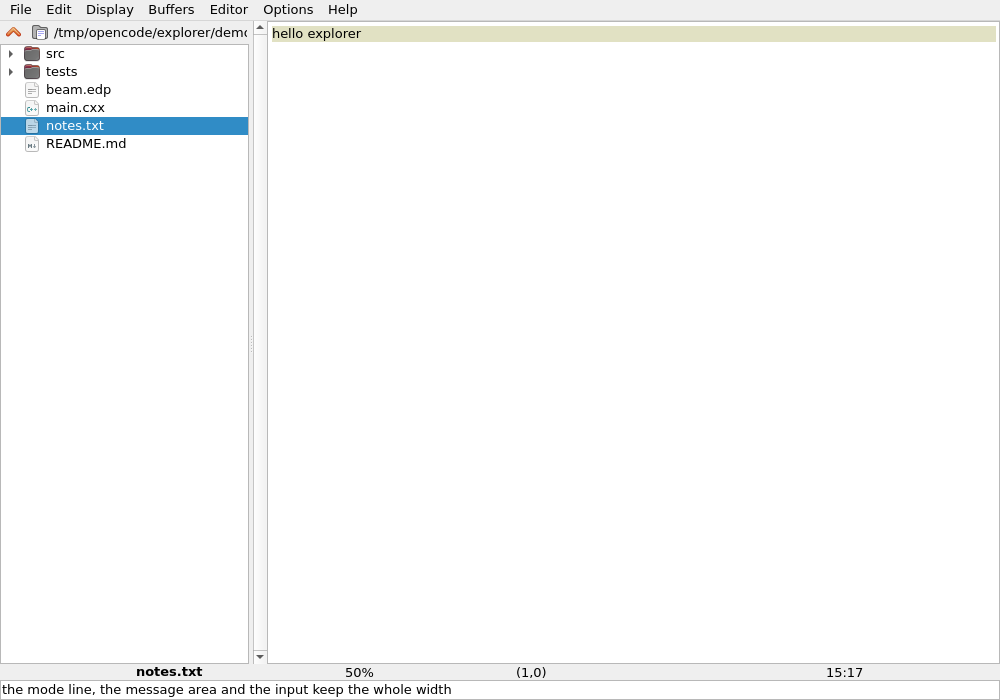 File Edit Display Buffers Editor Options Help
/tmp/opencode/explorer/demo
src
tests
beam.edp
main.cxx
notes.txt
README.md
hello explorer
notes.txt 50% (1,0) 15:17
the mode line, the message area and the input keep the whole width